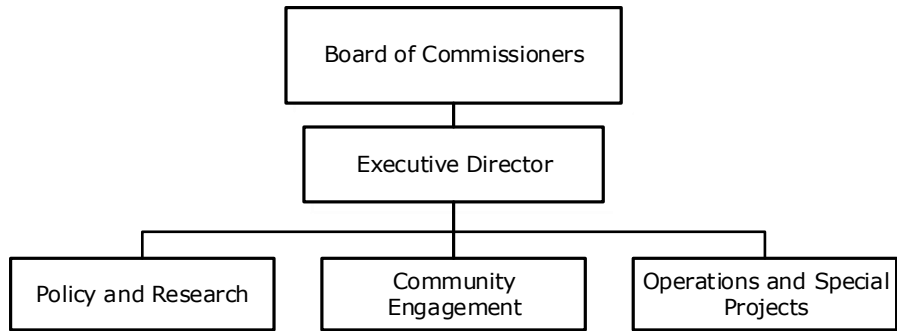 Board of Commissioners
Executive Director
Policy and Research
Community
Engagement
Operations and Special
Projects